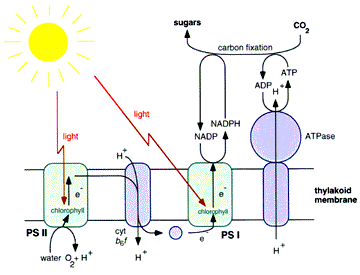 sugars
CO2
carbon fixation
ATP
ADP
H+
NADPH
NADP
light
light
ATPase
H+
e-
e-
chlorophyll
chlorophyll
thylakoid
membrane
PS II
cyt
b6f
e
PS I
water
O2 + H+
H+
H+